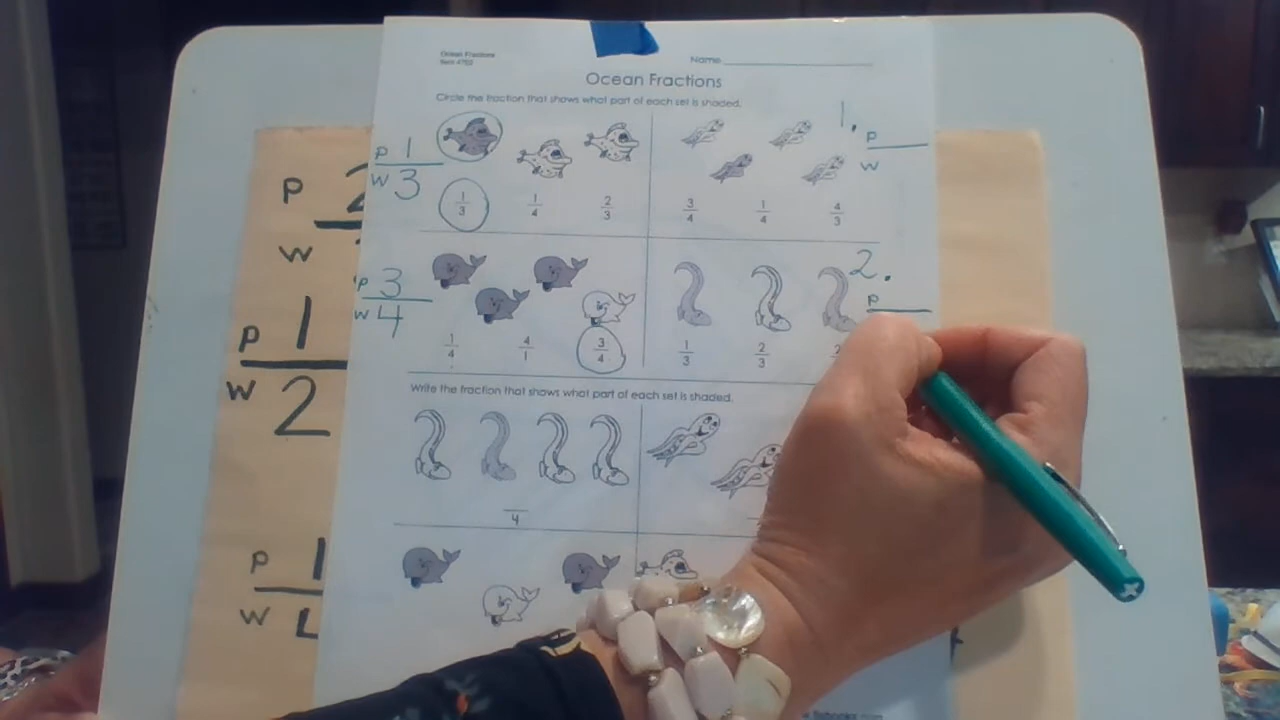 Ocean Fractions
Item 4752
Name
Ocean Fractions
Circle the fraction that shows what part of each set is shaded.
p 1
w 3
1/3 1/4 2/3
1. p
w
3/4 1/4 4/3
p 3
w 4
1/4 4/1 3/4
2. p
1/3 2/3
Write the fraction that shows what part of each set is shaded.
4
p 2
w
p 1
w 2
p 1
w